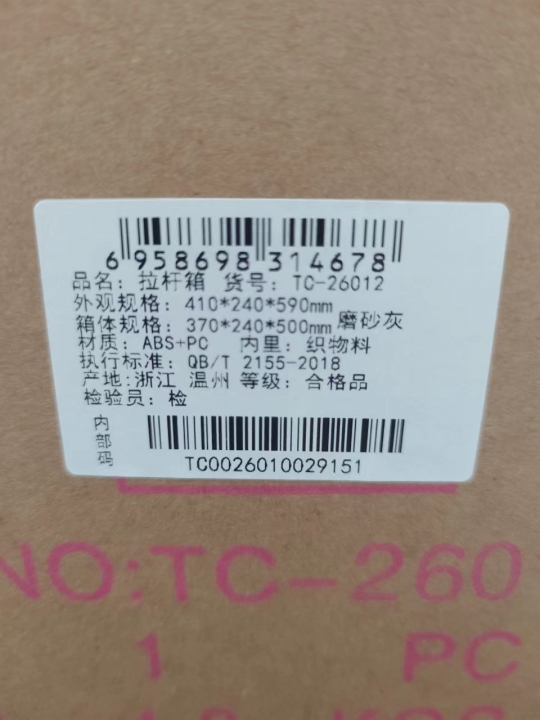 6 958698 314678
品名: 拉杆箱 货号: TC-26012
外观规格: 410*240*590mm
箱体规格: 370*240*500mm 磨砂灰
材质: ABS+PC 内里: 织物料
执行标准: QB/T 2155-2018
产地:浙江 温州 等级: 合格品
检验员: 检
内部码
TC0026010029151
NO:TC-2601
1 PC